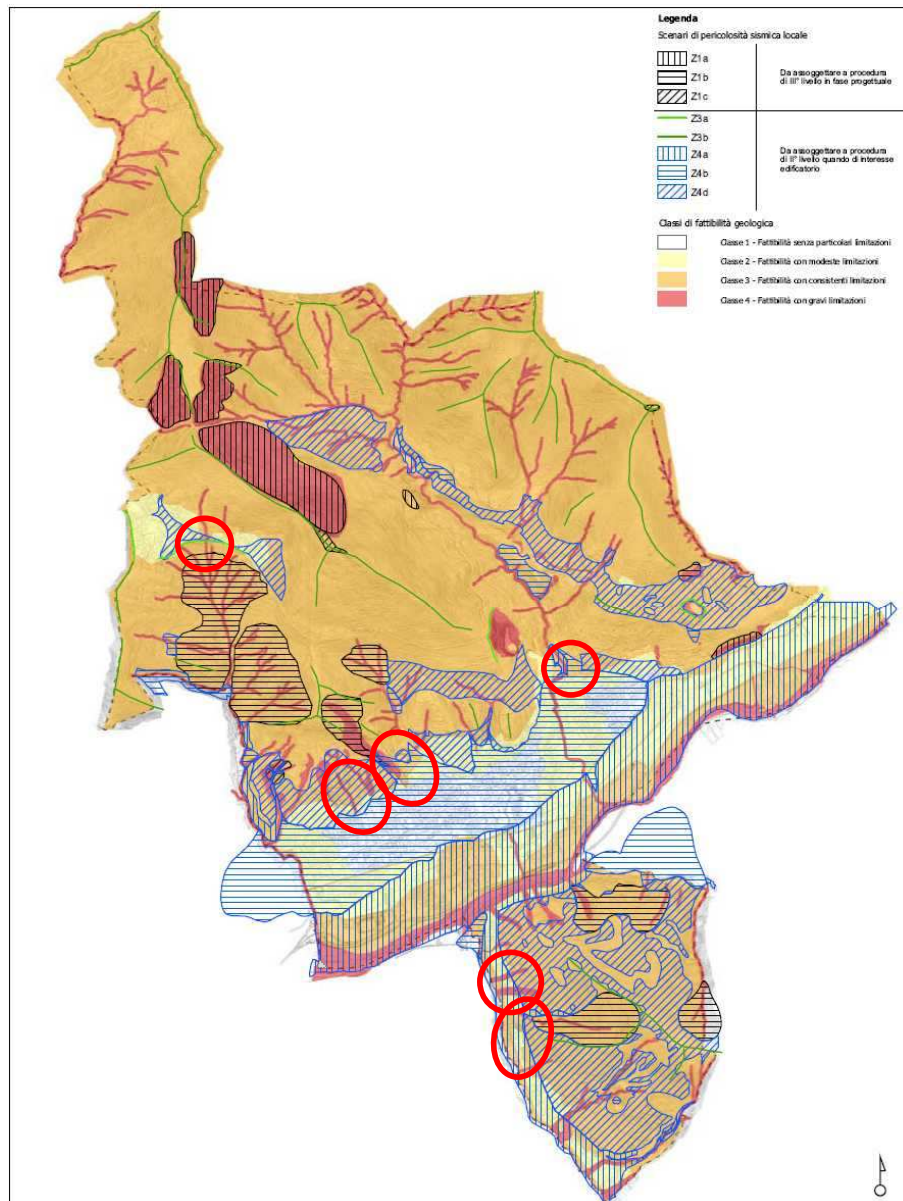 Legenda
Scenari di pericolosità sismica locale
Z1a
Z1b
Z1c
Da assoggettare a procedura
di III° livello in fase progettuale
Z3a
Z3b
Z4a
Z4b
Z4d
Da assoggettare a procedura
di II° livello quando di interesse
edificatorio
Classi di fattibilità geologica
Classe 1 - Fattibilità senza particolari limitazioni
Classe 2 - Fattibilità con modeste limitazioni
Classe 3 - Fattibilità con consistenti limitazioni
Classe 4 - Fattibilità con gravi limitazioni